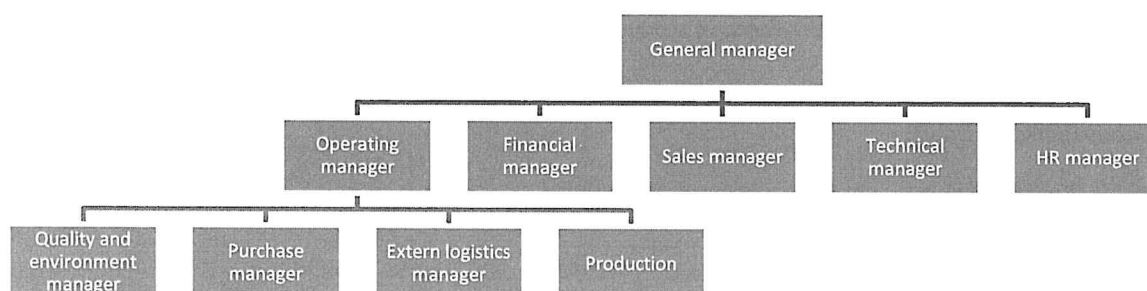 General manager
Operating
manager
Financial
manager
Sales manager
Technical
manager
HR manager
Quality and
environment
manager
Purchase
manager
Extern logistics
manager
Production